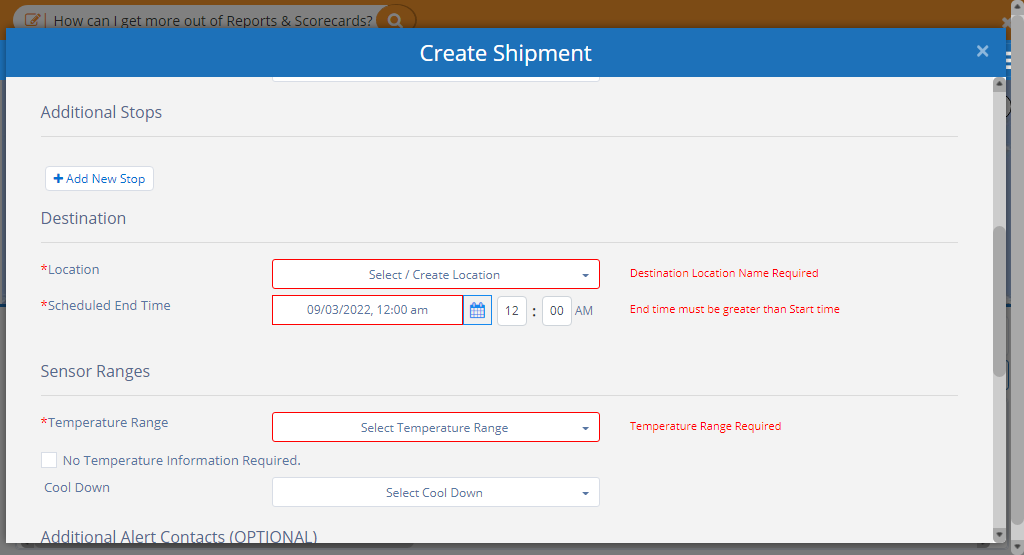 How can I get more out of Reports & Scorecards?
Create Shipment ×
Additional Stops
+ Add New Stop
Destination
*Location Select / Create Location Destination Location Name Required
*Scheduled End Time 09/03/2022, 12:00 am 12 : 00 AM End time must be greater than Start time
Sensor Ranges
*Temperature Range Select Temperature Range Temperature Range Required
No Temperature Information Required.
Cool Down Select Cool Down
Additional Alert Contacts (OPTIONAL)